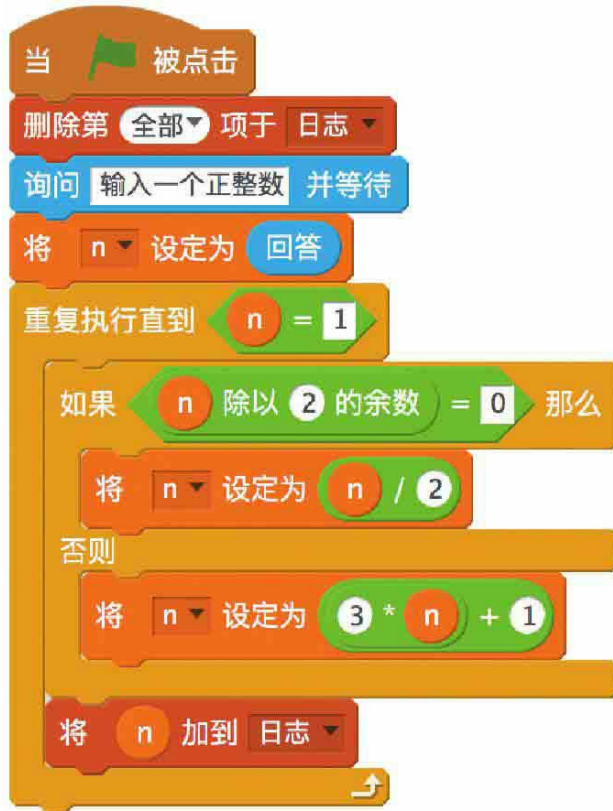 当 被点击
删除第 全部 项于 日志
询问 输入一个正整数 并等待
将 n 设定为 回答
重复执行直到 n = 1
如果 n 除以 2 的余数 = 0 那么
将 n 设定为 n / 2
否则
将 n 设定为 3 * n + 1
将 n 加到 日志